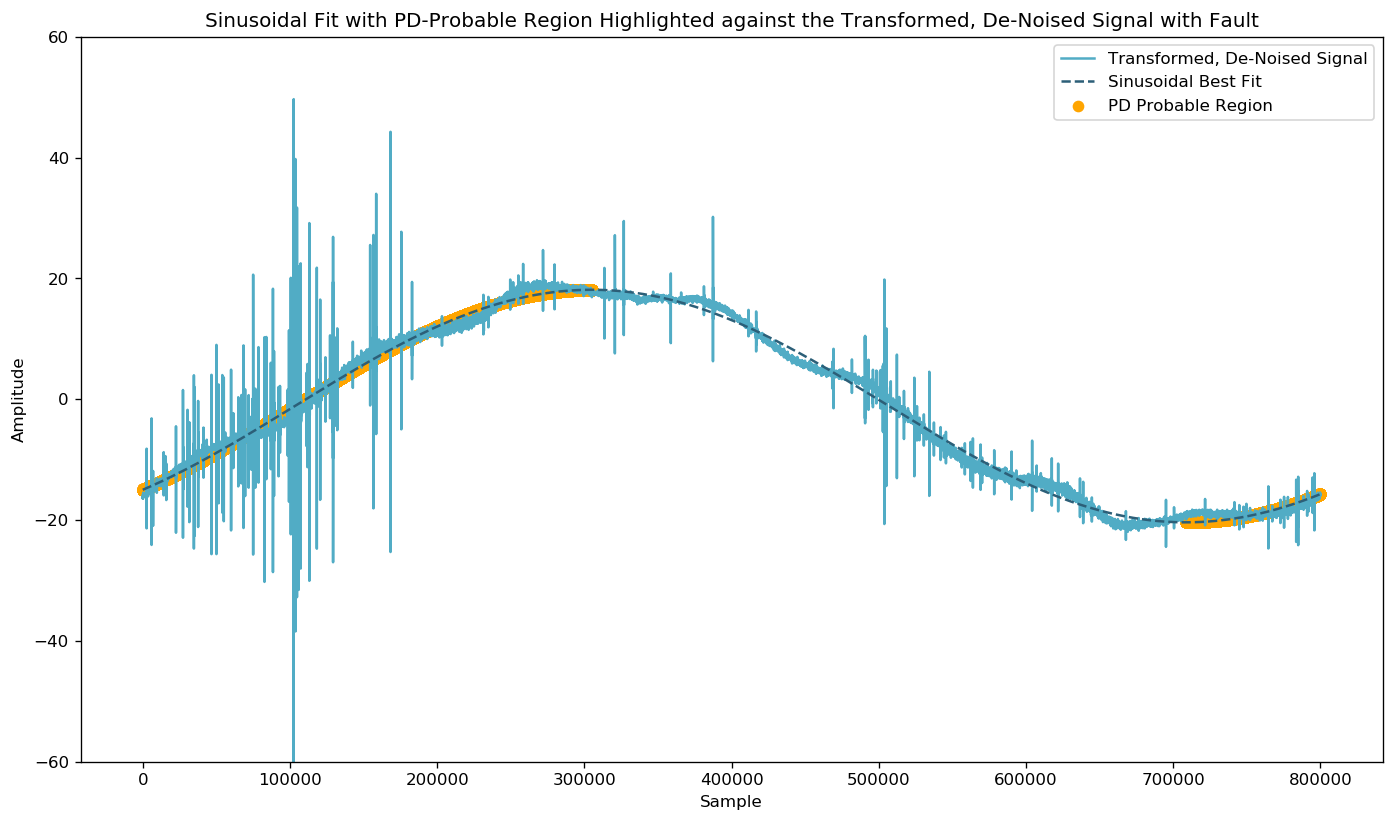 Sinusoidal Fit with PD-Probable Region Highlighted against the Transformed, De-Noised Signal with Fault
Transformed, De-Noised Signal
Sinusoidal Best Fit
PD Probable Region
Amplitude
60
40
20
0
−20
−40
−60
0 100000 200000 300000 400000 500000 600000 700000 800000
Sample